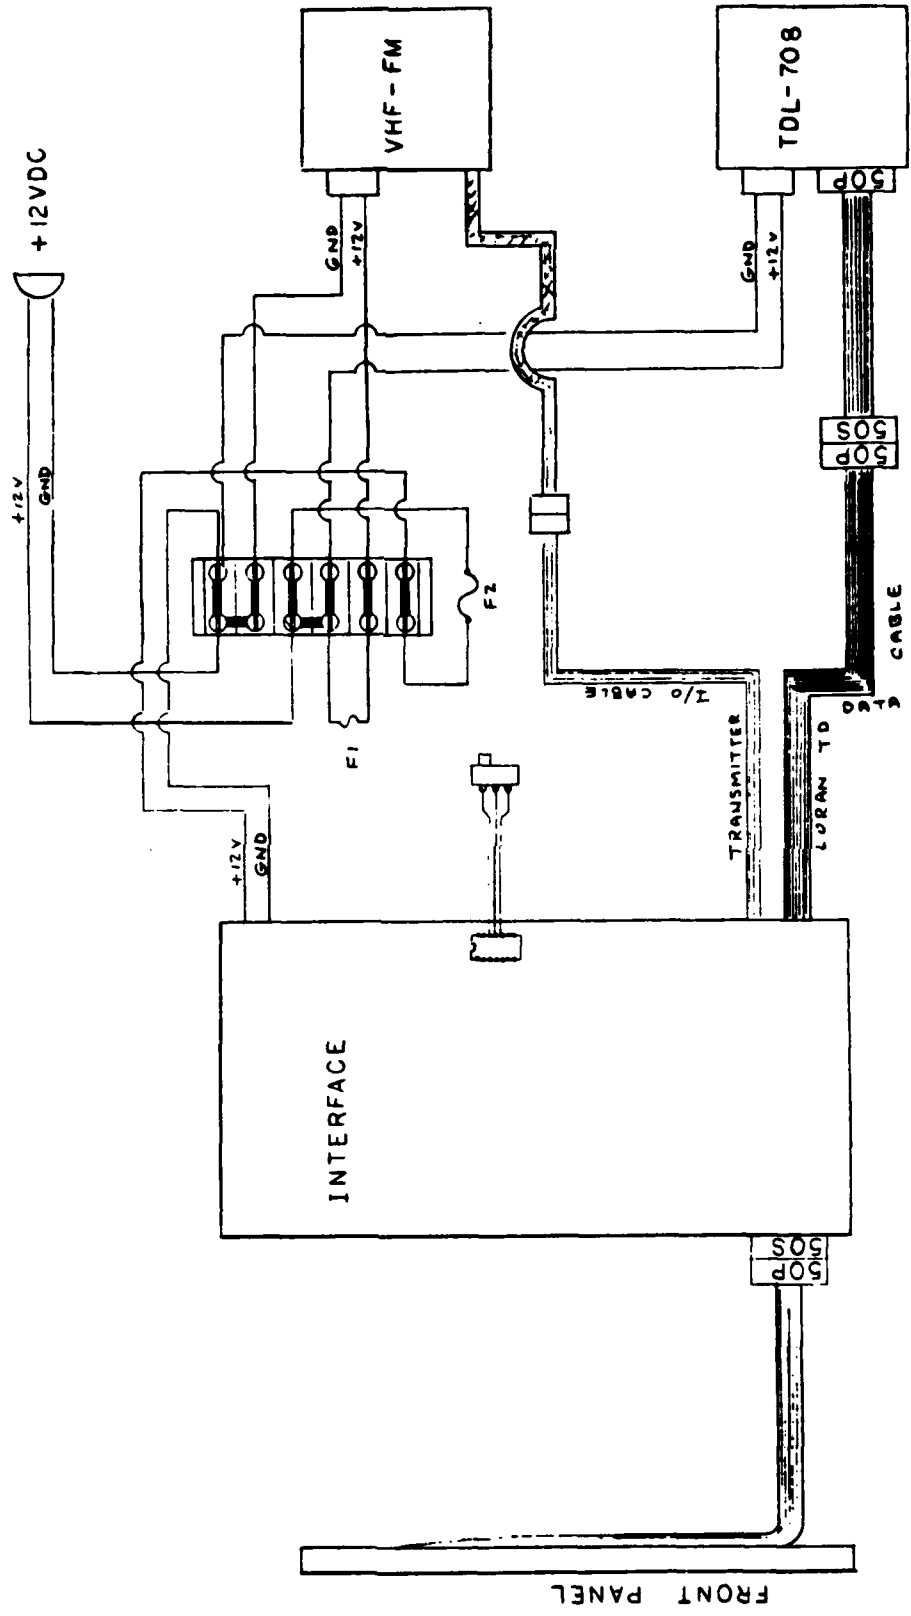 +12VDC
VHF-FM
TDL-708
GND
+12V
GND
+12V
50P
+12V
GND
50S
50P
F2
F1
I/O CABLE
TRANSMITTER
LORAN TD
DATA
CABLE
+12V
GND
INTERFACE
50S
50P
FRONT PANEL